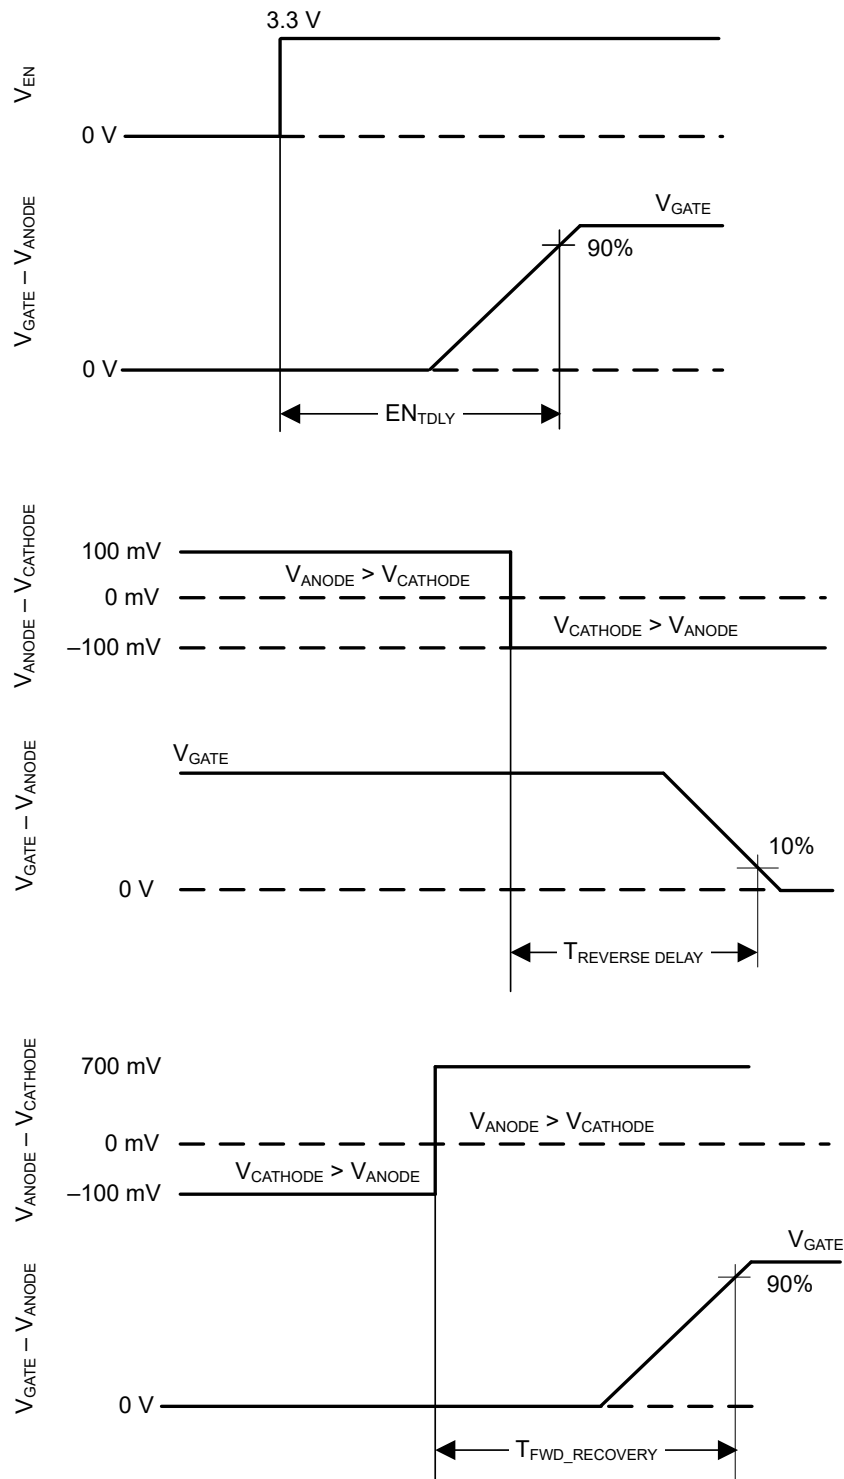 3.3 V
V_EN
0 V
V_GATE – V_ANODE
V_GATE
90%
0 V
EN_TDLY
V_ANODE – V_CATHODE
100 mV
V_ANODE > V_CATHODE
0 mV
V_CATHODE > V_ANODE
–100 mV
V_GATE – V_ANODE
V_GATE
10%
0 V
T_REVERSE DELAY
V_ANODE – V_CATHODE
700 mV
V_ANODE > V_CATHODE
0 mV
V_CATHODE > V_ANODE
–100 mV
V_GATE – V_ANODE
V_GATE
90%
0 V
T_FWD_RECOVERY